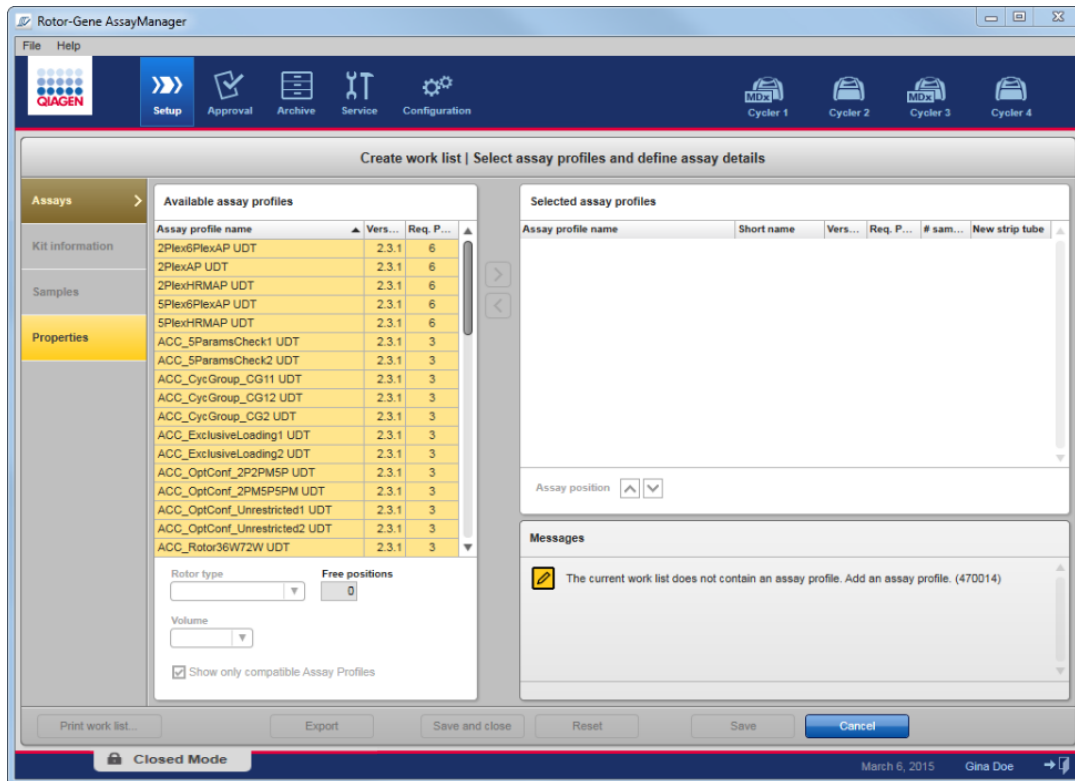 Rotor-Gene AssayManager
File Help
QIAGEN
Setup Approval Archive Service Configuration
MDx Cycler 1 Cycler 2 MDx Cycler 3 Cycler 4
Create work list | Select assay profiles and define assay details
Assays
Kit information
Samples
Properties
Available assay profiles
Assay profile name Vers... Req. P...
2Plex6PlexAP UDT 2.3.1 6
2PlexAP UDT 2.3.1 6
2PlexHRMAP UDT 2.3.1 6
5Plex6PlexAP UDT 2.3.1 6
5PlexHRMAP UDT 2.3.1 6
ACC_5ParamsCheck1 UDT 2.3.1 3
ACC_5ParamsCheck2 UDT 2.3.1 3
ACC_CycGroup_CG11 UDT 2.3.1 3
ACC_CycGroup_CG12 UDT 2.3.1 3
ACC_CycGroup_CG2 UDT 2.3.1 3
ACC_ExclusiveLoading1 UDT 2.3.1 3
ACC_ExclusiveLoading2 UDT 2.3.1 3
ACC_OptConf_2P2PM5P UDT 2.3.1 3
ACC_OptConf_2PM5P5PM UDT 2.3.1 3
ACC_OptConf_Unrestricted1 UDT 2.3.1 3
ACC_OptConf_Unrestricted2 UDT 2.3.1 3
ACC_Rotor36W72W UDT 2.3.1 3
Rotor type Free positions
0
Volume
Show only compatible Assay Profiles
Selected assay profiles
Assay profile name Short name Vers... Req. P... # sam... New strip tube
Assay position
Messages
The current work list does not contain an assay profile. Add an assay profile. (470014)
Print work list... Export Save and close Reset Save Cancel
Closed Mode March 6, 2015 Gina Doe